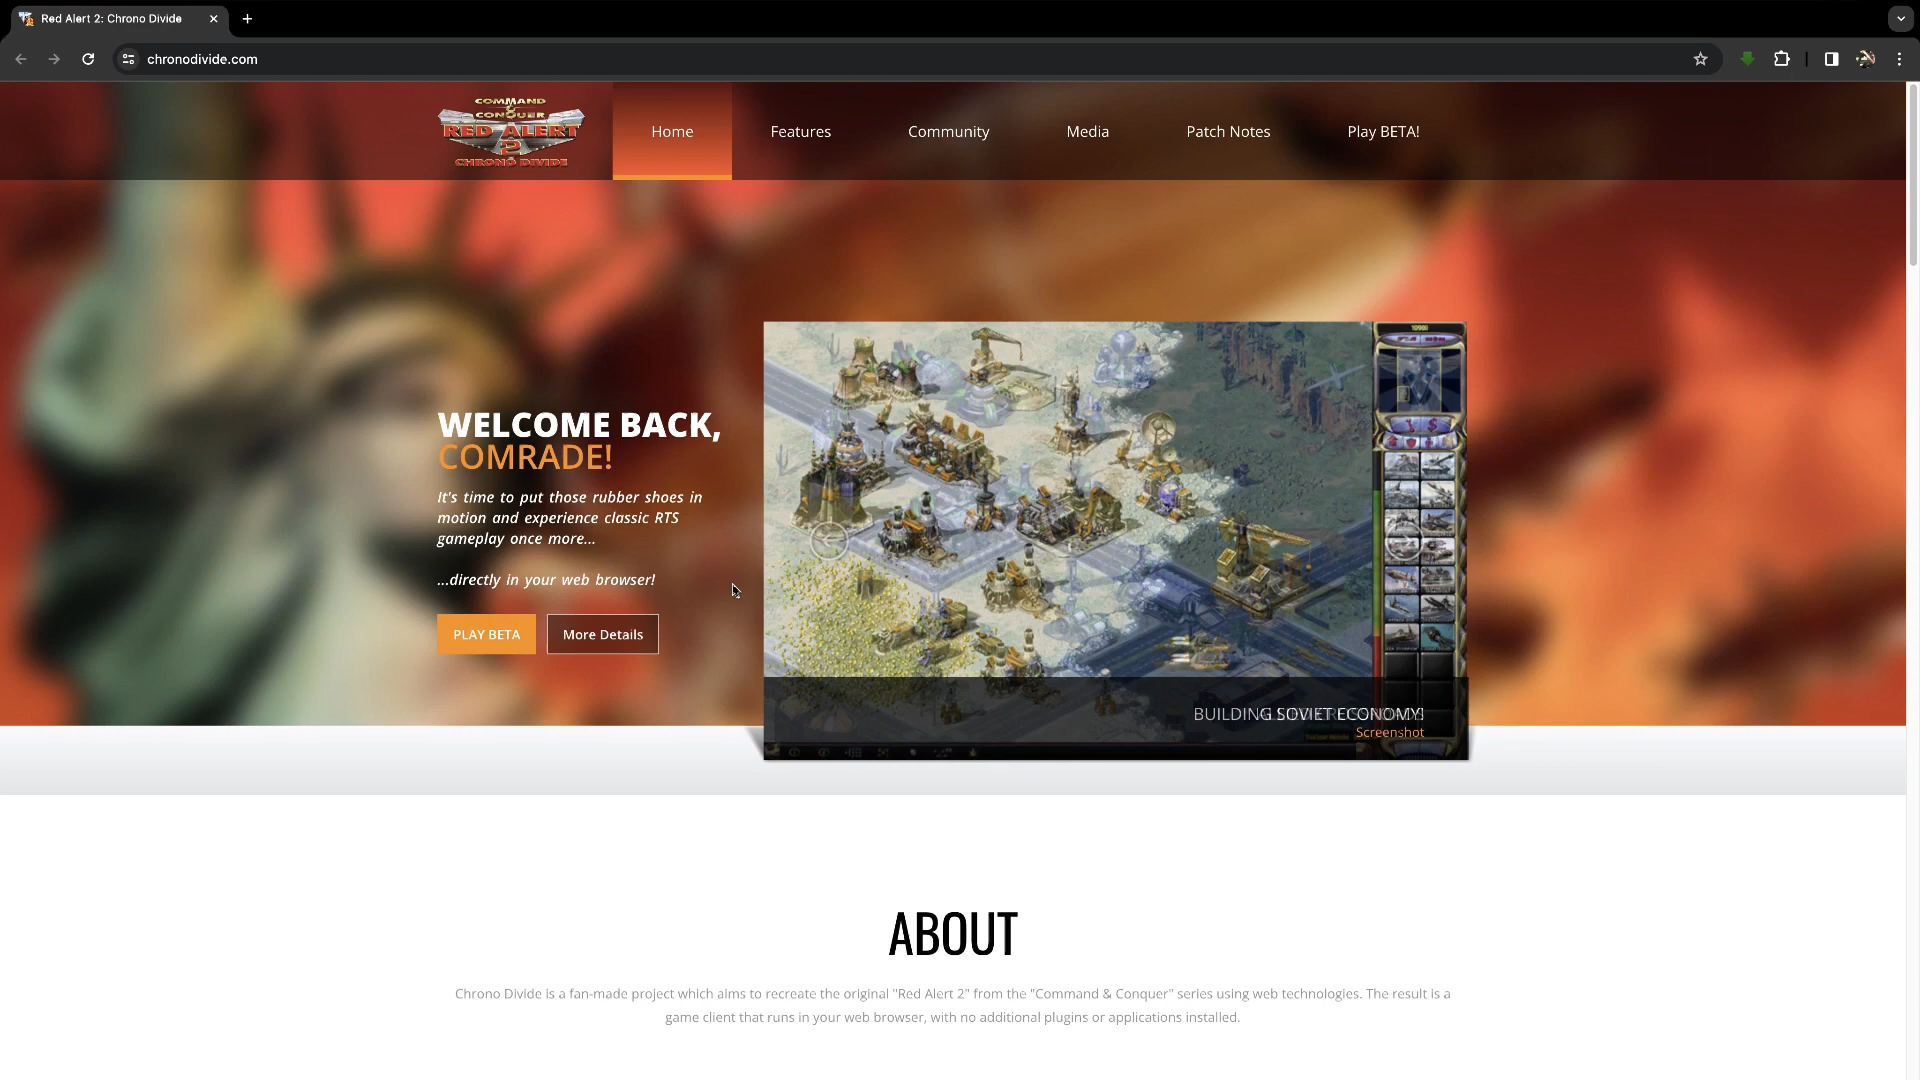 Red Alert 2: Chrono Divide
chronodivide.com
COMMAND
&
CONQUER
RED ALERT
2
CHRONO DIVIDE
Home
Features
Community
Media
Patch Notes
Play BETA!
WELCOME BACK,
COMRADE!
It's time to put those rubber shoes in
motion and experience classic RTS
gameplay once more...
...directly in your web browser!
PLAY BETA
More Details
BUILDING SOVIET ECONOMY!
Screenshot
ABOUT
Chrono Divide is a fan-made project which aims to recreate the original "Red Alert 2" from the "Command & Conquer" series using web technologies. The result is a
game client that runs in your web browser, with no additional plugins or applications installed.